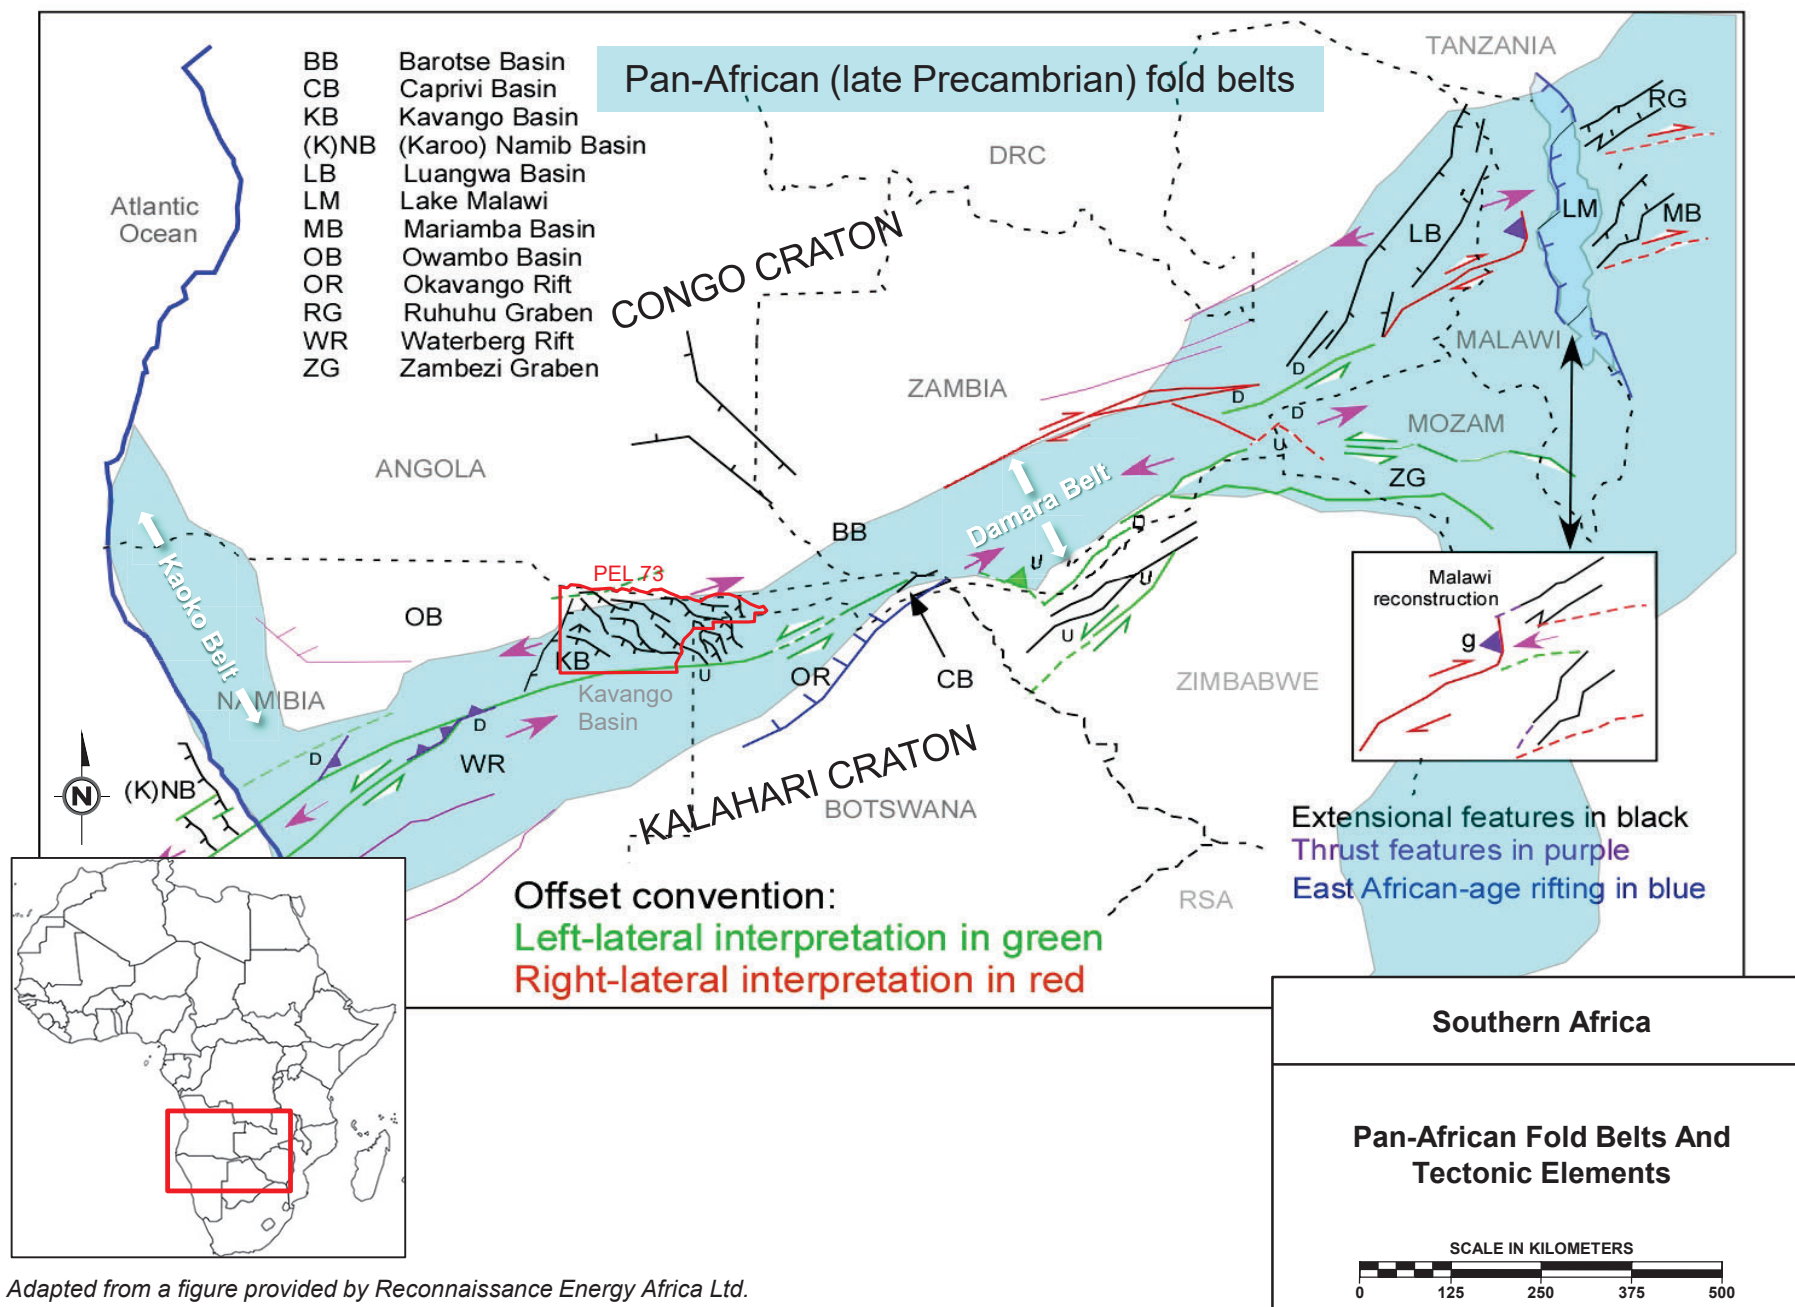 Pan-African (late Precambrian) fold belts
BB Barotse Basin
CB Caprivi Basin
KB Kavango Basin
(K)NB (Karoo) Namib Basin
LB Luangwa Basin
LM Lake Malawi
MB Mariamba Basin
OB Owambo Basin
OR Okavango Rift
RG Ruhuhu Graben
WR Waterberg Rift
ZG Zambezi Graben
Atlantic
Ocean
TANZANIA
RG
DRC
LM
MB
LB
CONGO CRATON
MALAWI
ZAMBIA
D
D
D
MOZAM
U
ANGOLA
ZG
Damara Belt
BB
D
U
U
U
Kaoko Belt
PEL 73
OB
KB
U
OR
CB
ZIMBABWE
NAMIBIA
Kavango
Basin
D
D
WR
(K)NB
N
KALAHARI CRATON
BOTSWANA
RSA
Malawi
reconstruction
g
Extensional features in black
Thrust features in purple
East African-age rifting in blue
Offset convention:
Left-lateral interpretation in green
Right-lateral interpretation in red
Southern Africa
Pan-African Fold Belts And
Tectonic Elements
SCALE IN KILOMETERS
0 125 250 375 500
Adapted from a figure provided by Reconnaissance Energy Africa Ltd.